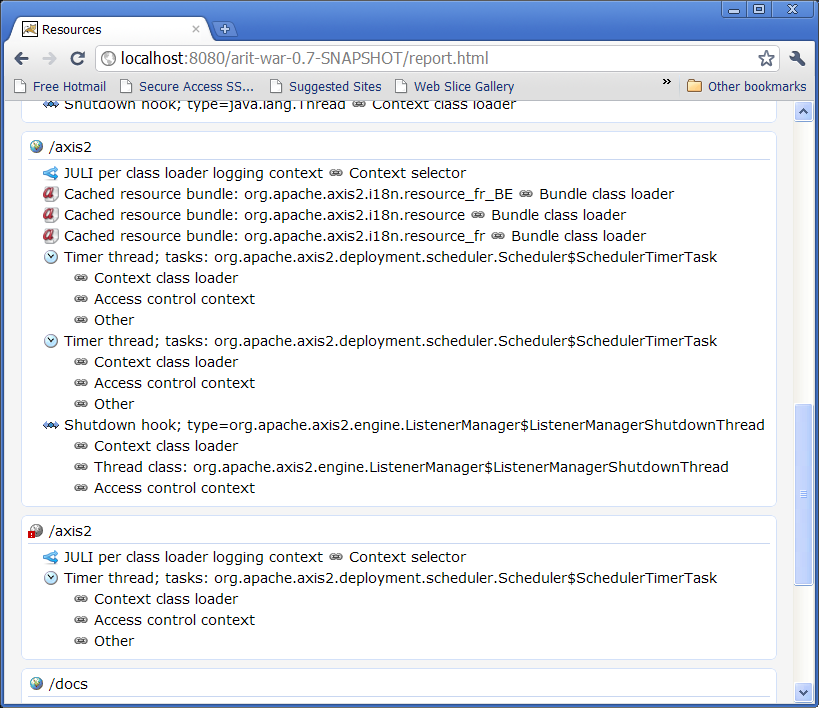 Resources
localhost:8080/arit-war-0.7-SNAPSHOT/report.html
Free Hotmail Secure Access SS... Suggested Sites Web Slice Gallery » Other bookmarks
Shutdown hook; type=java.lang.Thread Context class loader
/axis2
JULI per class loader logging context Context selector
Cached resource bundle: org.apache.axis2.i18n.resource_fr_BE Bundle class loader
Cached resource bundle: org.apache.axis2.i18n.resource Bundle class loader
Cached resource bundle: org.apache.axis2.i18n.resource_fr Bundle class loader
Timer thread; tasks: org.apache.axis2.deployment.scheduler.Scheduler$SchedulerTimerTask
Context class loader
Access control context
Other
Timer thread; tasks: org.apache.axis2.deployment.scheduler.Scheduler$SchedulerTimerTask
Context class loader
Access control context
Other
Shutdown hook; type=org.apache.axis2.engine.ListenerManager$ListenerManagerShutdownThread
Context class loader
Thread class: org.apache.axis2.engine.ListenerManager$ListenerManagerShutdownThread
Access control context
/axis2
JULI per class loader logging context Context selector
Timer thread; tasks: org.apache.axis2.deployment.scheduler.Scheduler$SchedulerTimerTask
Context class loader
Access control context
Other
/docs